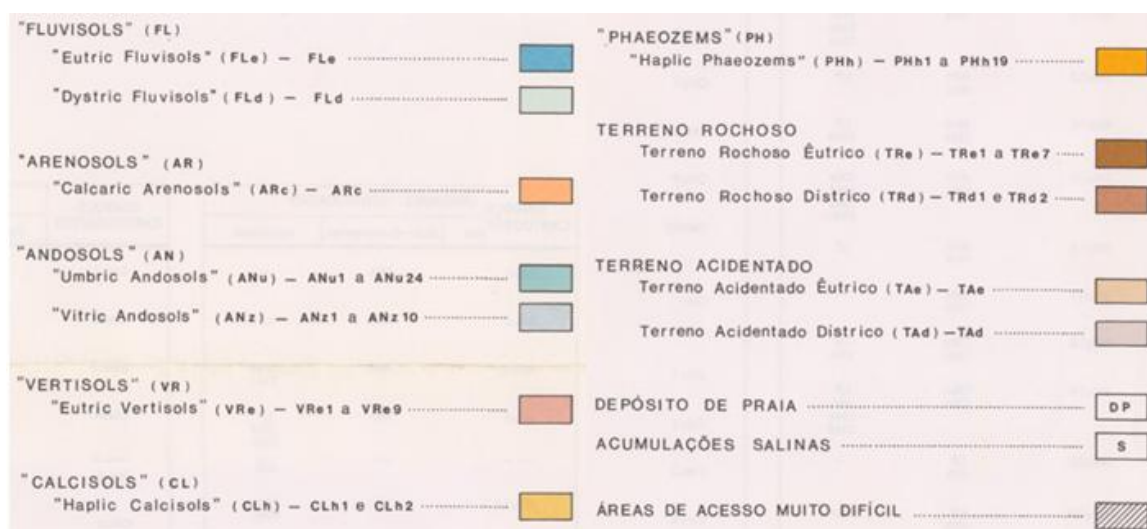 "FLUVISOLS" (FL)
"Eutric Fluvisols" (FLe) — FLe
"Dystric Fluvisols" (FLd) — FLd
"ARENOSOLS" (AR)
"Calcaric Arenosols" (ARc) — ARc
"ANDOSOLS" (AN)
"Umbric Andosols" (ANu) — ANu1 a ANu24
"Vitric Andosols" (ANz) — ANz1 a ANz10
"VERTISOLS" (VR)
"Eutric Vertisols" (VRe) — VRe1 a VRe9
"CALCISOLS" (CL)
"Haplic Calcisols" (CLh) — CLh1 e CLh2
"PHAEOZEMS" (PH)
"Haplic Phaeozems" (PHh) — PHh1 a PHh19
TERRENO ROCHOSO
Terreno Rochoso Êutrico (TRe) — TRe1 a TRe7
Terreno Rochoso Dístrico (TRd) — TRd1 e TRd2
TERRENO ACIDENTADO
Terreno Acidentado Êutrico (TAe) — TAe
Terreno Acidentado Dístrico (TAd) — TAd
DEPÓSITO DE PRAIA DP
ACUMULAÇÕES SALINAS S
ÁREAS DE ACESSO MUITO DIFÍCIL